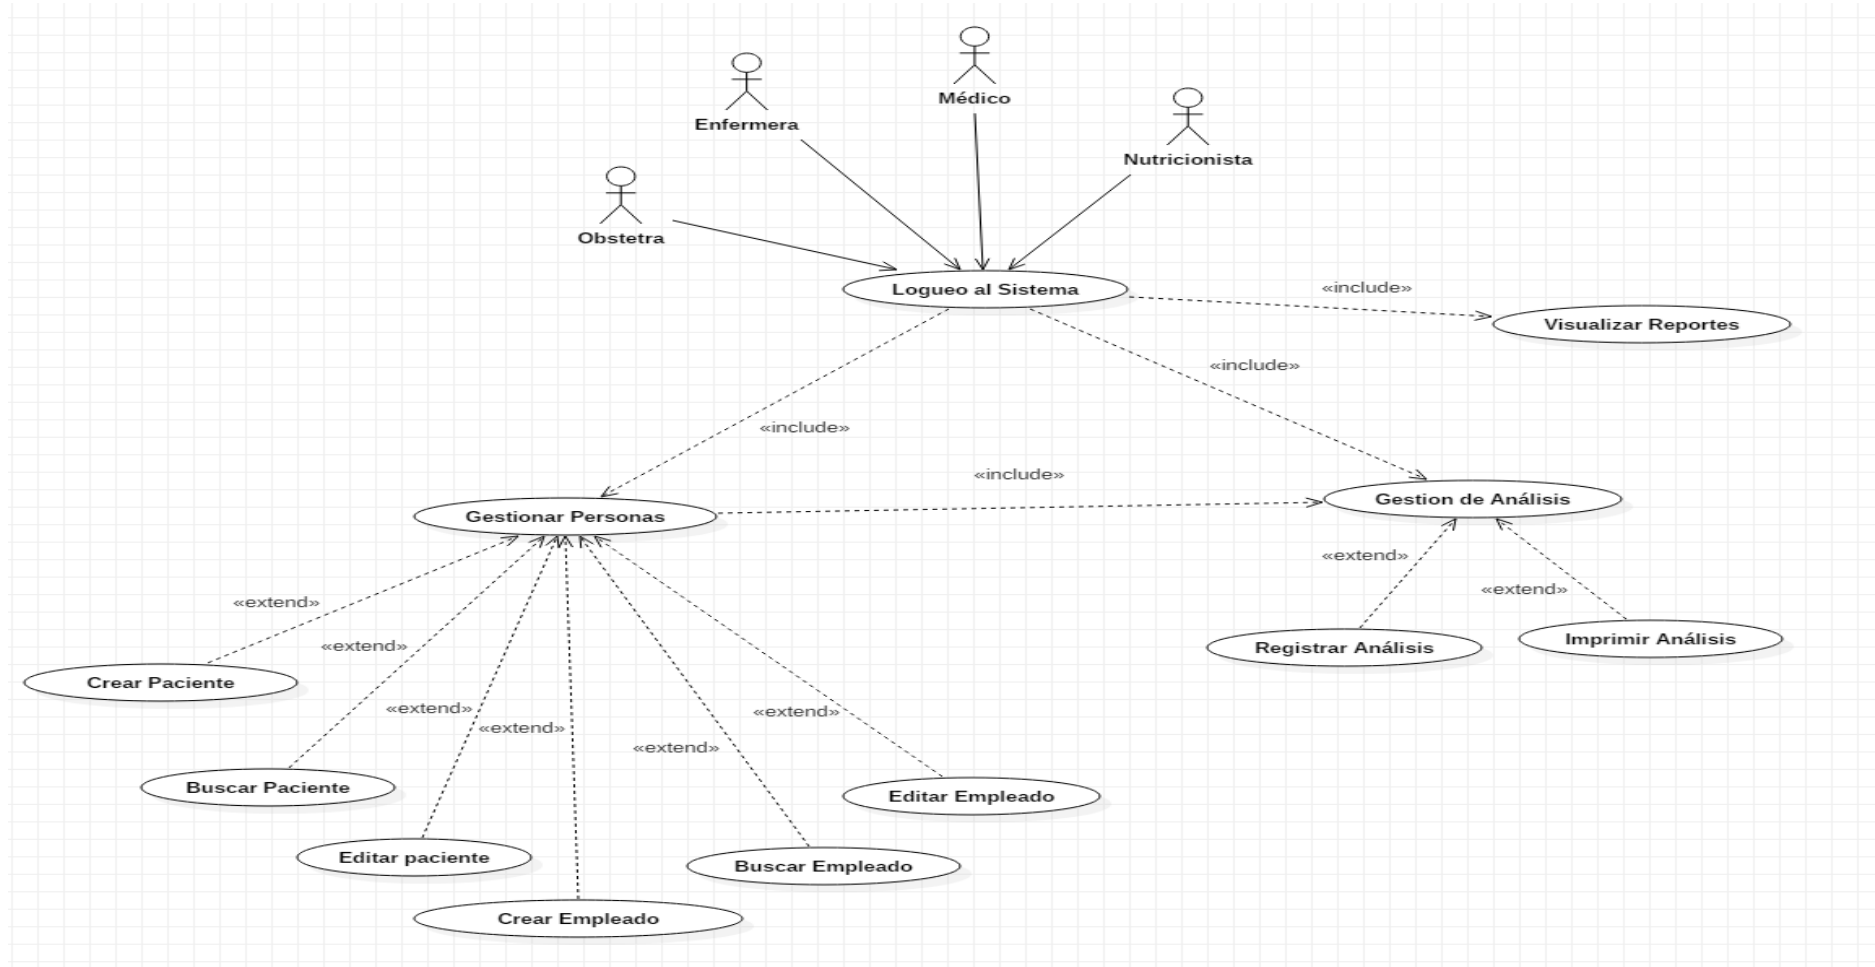 Médico
Enfermera
Nutricionista
Obstetra
Logueo al Sistema
«include»
Visualizar Reportes
«include»
«include»
«include»
Gestionar Personas
Gestion de Análisis
«extend»
«extend»
«extend»
«extend»
Registrar Análisis
Imprimir Análisis
Crear Paciente
«extend»
«extend»
«extend»
«extend»
Buscar Paciente
Editar Empleado
Editar paciente
Buscar Empleado
Crear Empleado